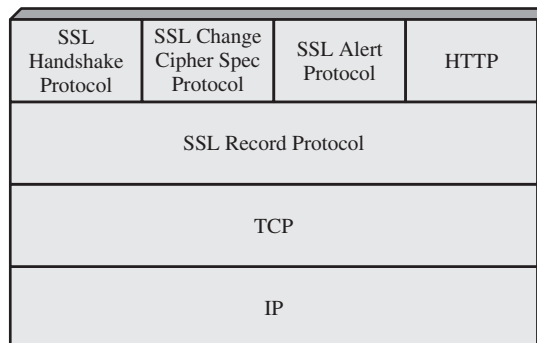 SSL
Handshake
Protocol
SSL Change
Cipher Spec
Protocol
SSL Alert
Protocol
HTTP
SSL Record Protocol
TCP
IP